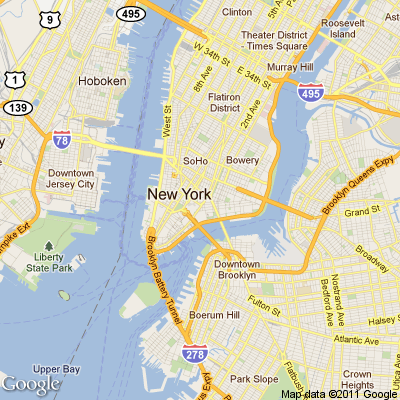 Clinton
Roosevelt
Island
9
495
Theater District -
Times Square
W 34th St
E 34th St
Murray Hill
Hoboken
1
8th Ave
139
West St
Flatiron
District
2nd Ave
495
78
SoHo
Bowery
Downtown
Jersey City
New York
Brooklyn Queens Expy
Grand St
Liberty
State Park
Brooklyn Battery Tunnel
Broadway
Downtown
Brooklyn
Nostrand Ave
Bedford Ave
Fulton St
Boerum Hill
Halsey S
Atlantic Ave
Upper Bay
278
Park Slope
Crown
Heights
Utica Ave
Flatbush
Google
Map data ©2011 Google